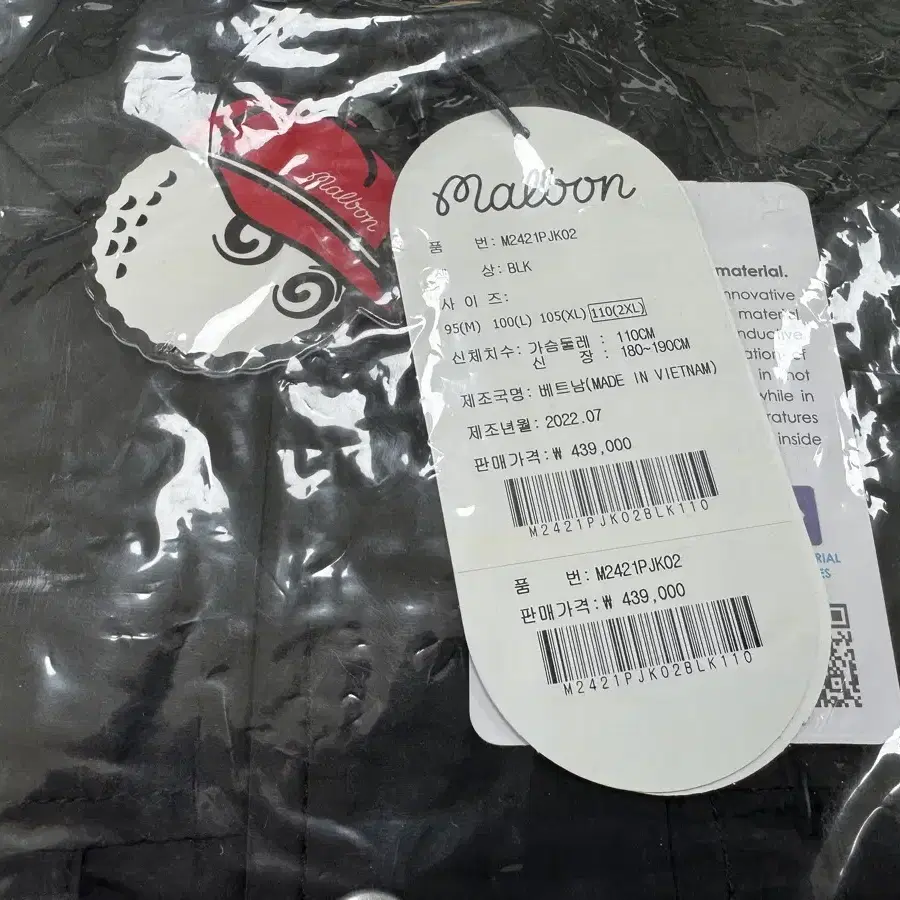 Malbon
Malbon
품 번: M2421PJK02
상: BLK
사 이 즈:
95(M) 100(L) 105(XL) 110(2XL)
신체치수: 가슴둘레 : 110CM
신 장 : 180~190CM
제조국명: 베트남(MADE IN VIETNAM)
제조년월: 2022.07
판매가격:₩ 439,000
M2421PJK02BLK110
품 번: M2421PJK02
판매가격:₩ 439,000
M2421PJK02BLK110
material.
nnovative
material
nductive
ation of
in hot
while in
ratures
inside
RIAL
ES